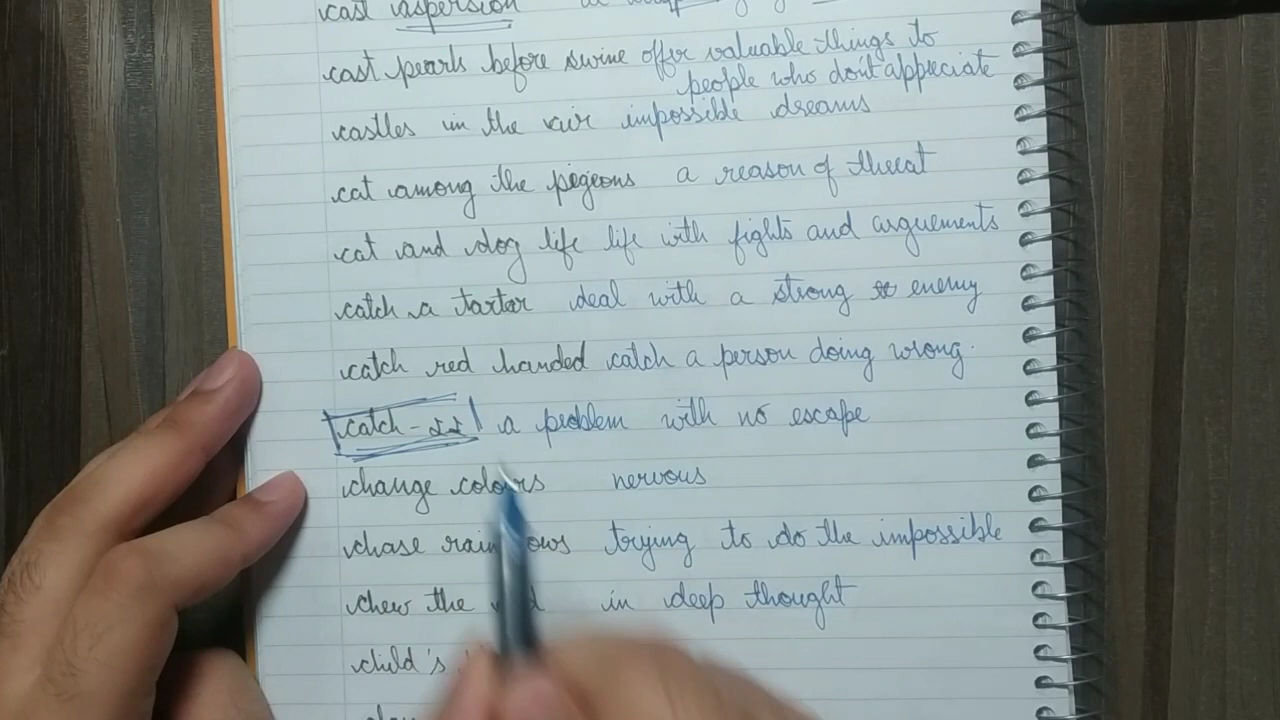 cast aspersion
cast pearls before swine offer valuable things to
people who don't appreciate
castles in the air impossible dreams
cat among the pegeons a reason of threat
cat and dog life life with fights and arguements
catch a tartar deal with a strong enemy
catch red handed catch a person doing wrong.
catch-22 a problem with no escape
change colours nervous
chase rainbows trying to do the impossible
chew the in deep thought
child's